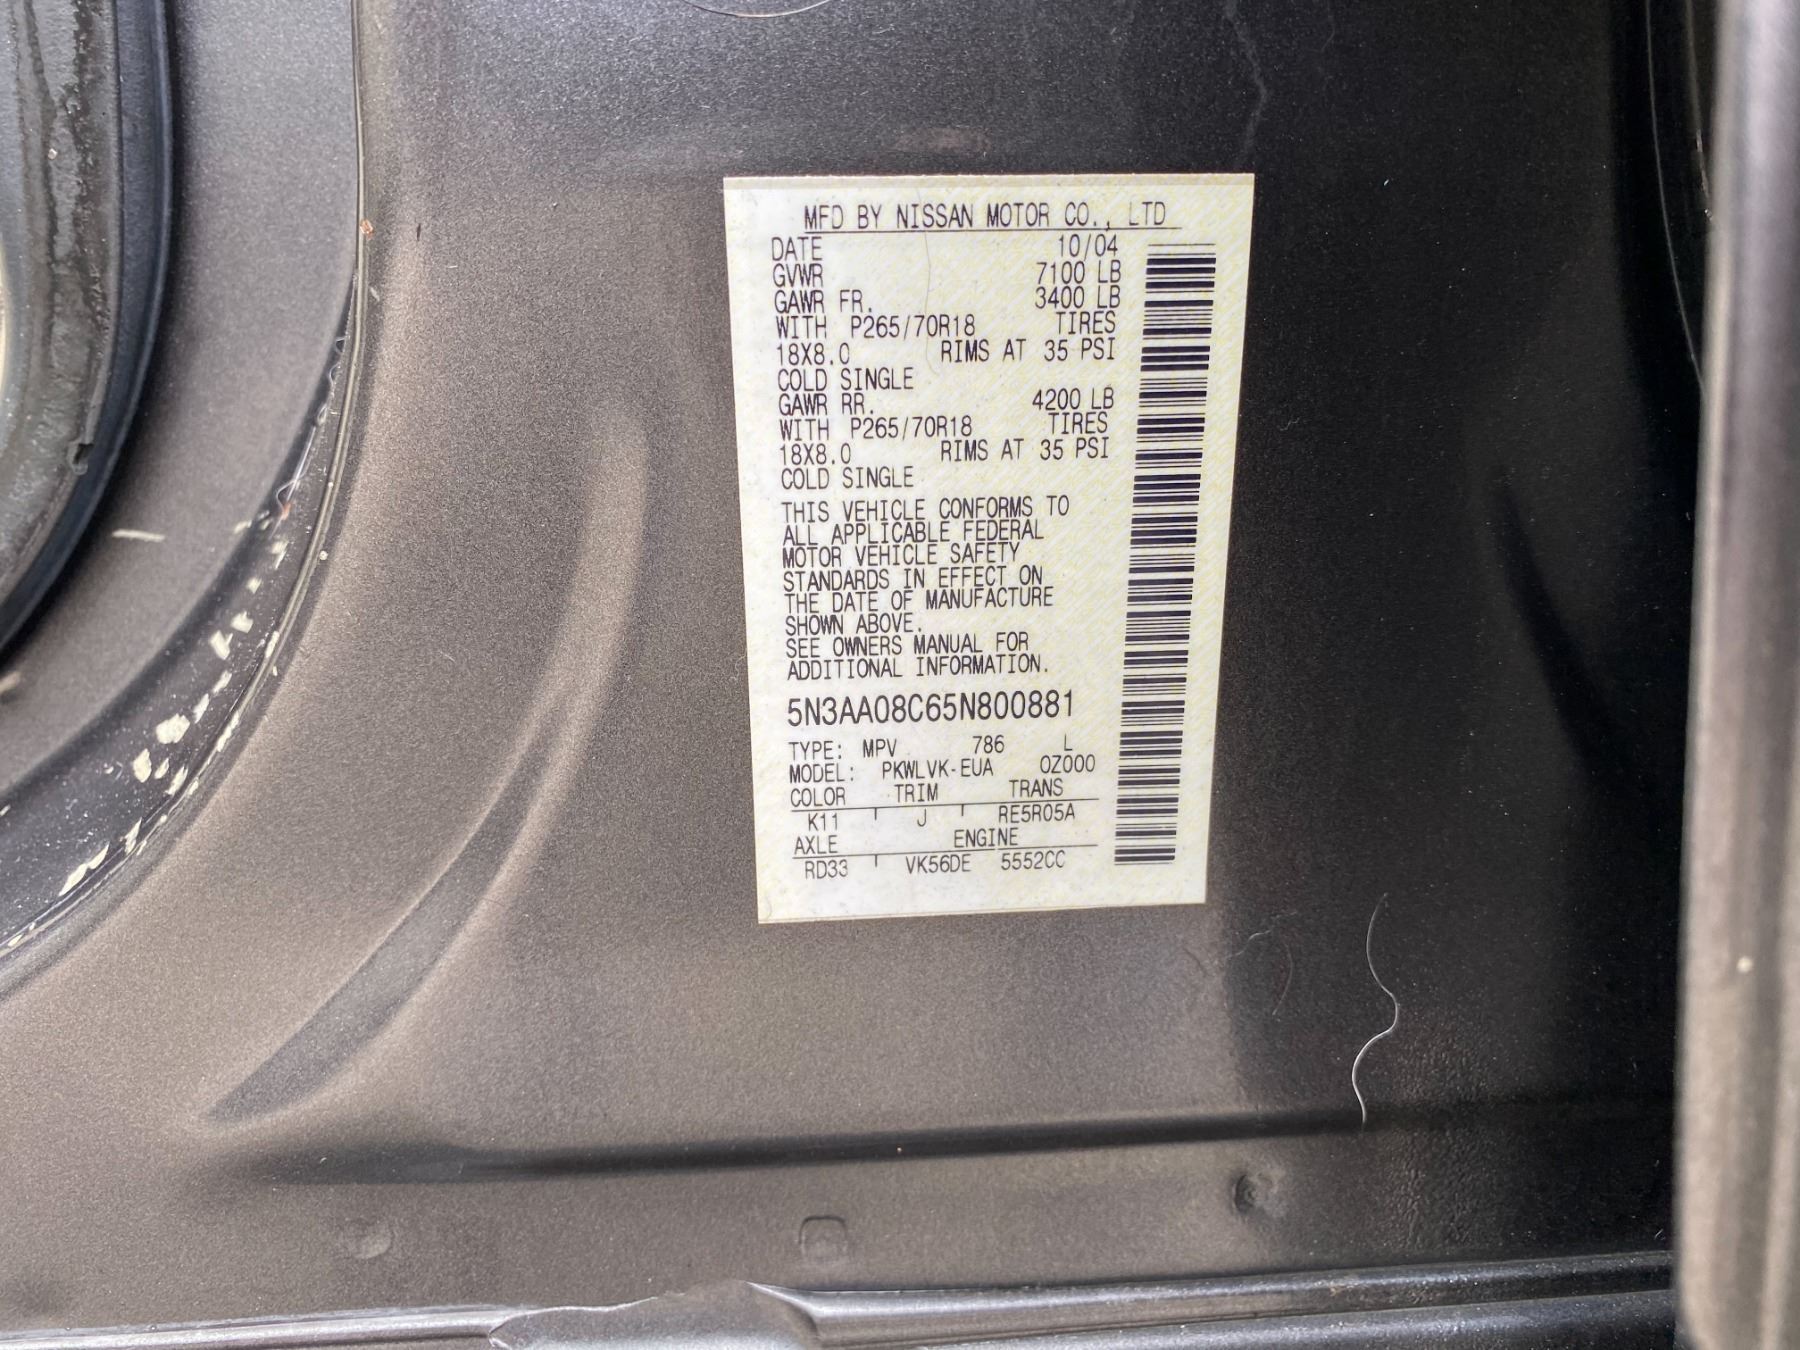 MFD BY NISSAN MOTOR CO., LTD
DATE 10/04
GVWR 7100 LB
GAWR FR. 3400 LB
WITH P265/70R18 TIRES
18X8.0 RIMS AT 35 PSI
COLD SINGLE
GAWR RR. 4200 LB
WITH P265/70R18 TIRES
18X8.0 RIMS AT 35 PSI
COLD SINGLE
THIS VEHICLE CONFORMS TO
ALL APPLICABLE FEDERAL
MOTOR VEHICLE SAFETY
STANDARDS IN EFFECT ON
THE DATE OF MANUFACTURE
SHOWN ABOVE.
SEE OWNERS MANUAL FOR
ADDITIONAL INFORMATION.
5N3AA08C65N800881
TYPE: MPV 786 L
MODEL: PKWLVK-EUA 0Z000
COLOR TRIM TRANS
K11 J RE5R05A
AXLE ENGINE
RD33 VK56DE 5552CC